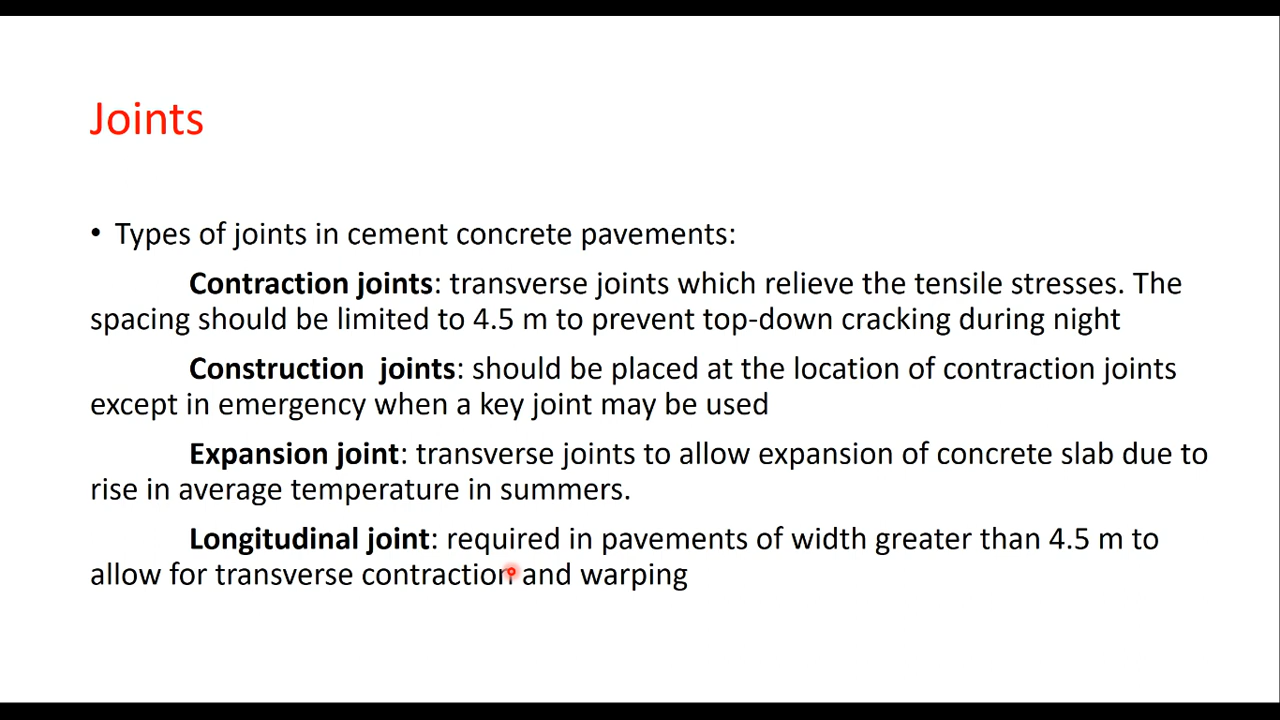 Joints
• Types of joints in cement concrete pavements:
Contraction joints: transverse joints which relieve the tensile stresses. The
spacing should be limited to 4.5 m to prevent top-down cracking during night
Construction  joints: should be placed at the location of contraction joints
except in emergency when a key joint may be used
Expansion joint: transverse joints to allow expansion of concrete slab due to
rise in average temperature in summers.
Longitudinal joint: required in pavements of width greater than 4.5 m to
allow for transverse contraction and warping